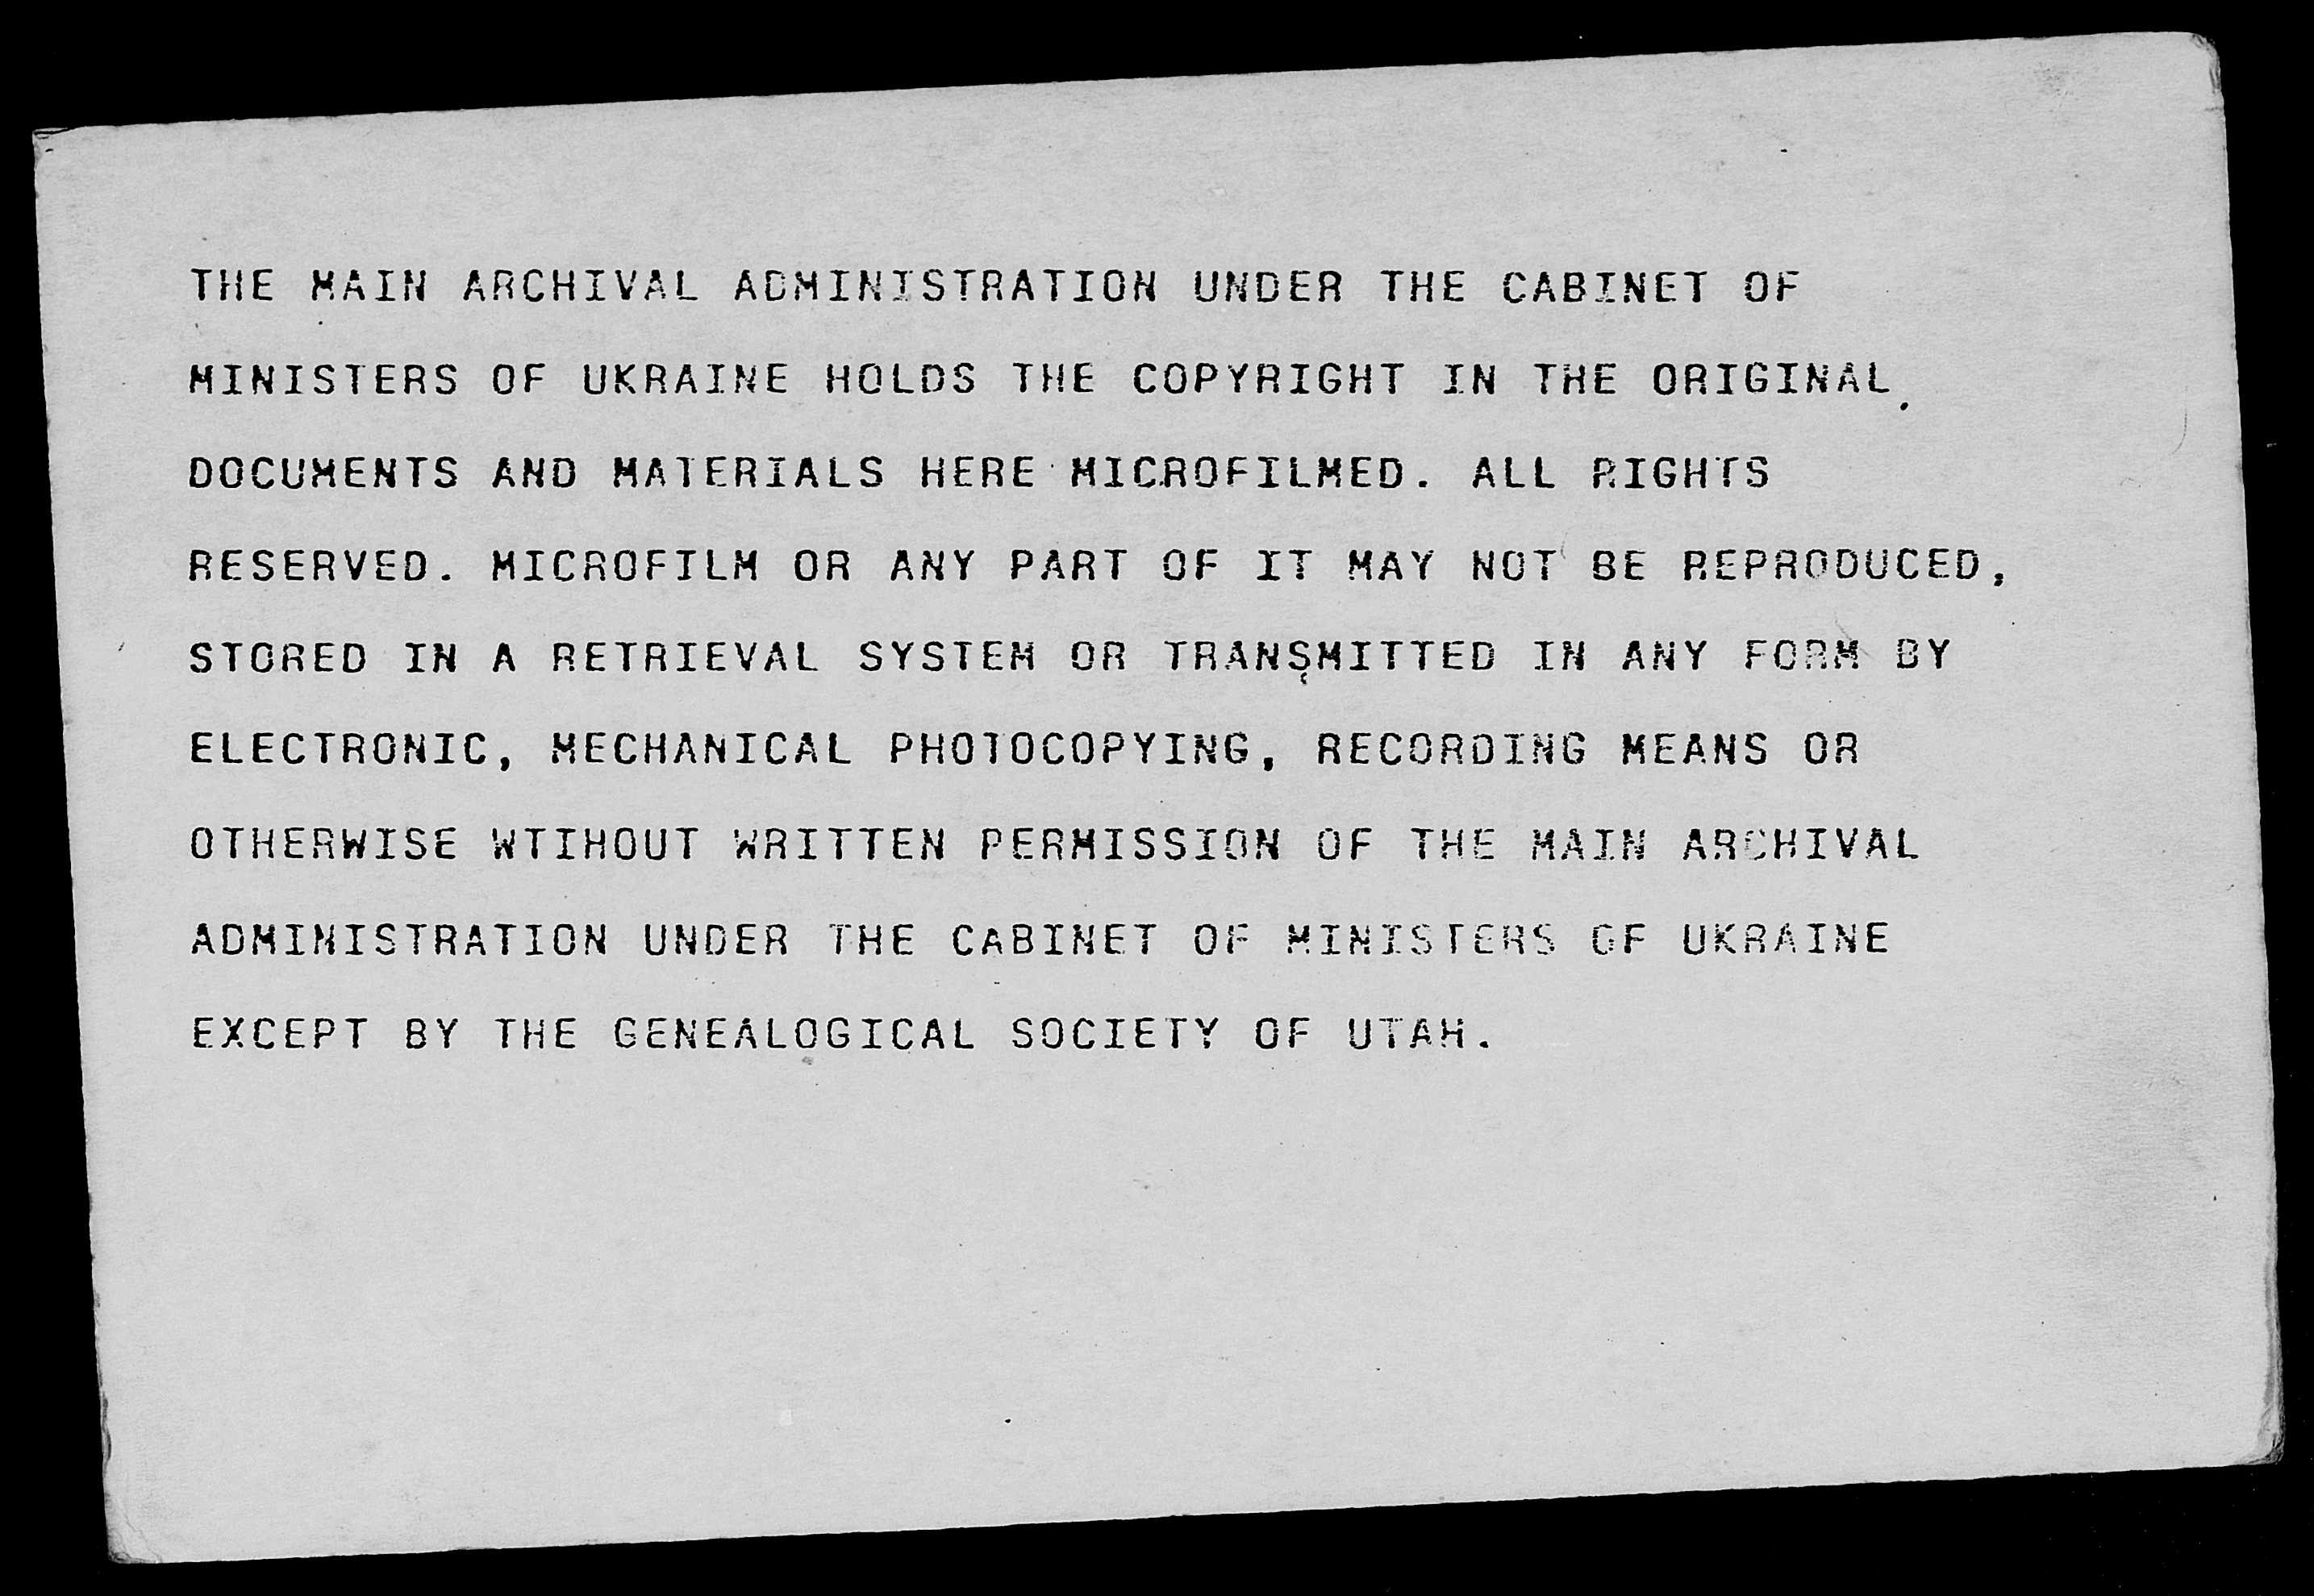 THE MAIN ARCHIVAL ADMINISTRATION UNDER THE CABINET OF
MINISTERS OF UKRAINE HOLDS THE COPYRIGHT IN THE ORIGINAL
DOCUMENTS AND MATERIALS HERE MICROFILMED. ALL RIGHTS
RESERVED. MICROFILM OR ANY PART OF IT MAY NOT BE REPRODUCED,
STORED IN A RETRIEVAL SYSTEM OR TRANSMITTED IN ANY FORM BY
ELECTRONIC, MECHANICAL PHOTOCOPYING, RECORDING MEANS OR
OTHERWISE WTIHOUT WRITTEN PERMISSION OF THE MAIN ARCHIVAL
ADMINISTRATION UNDER THE CABINET OF MINISTERS OF UKRAINE
EXCEPT BY THE GENEALOGICAL SOCIETY OF UTAH.